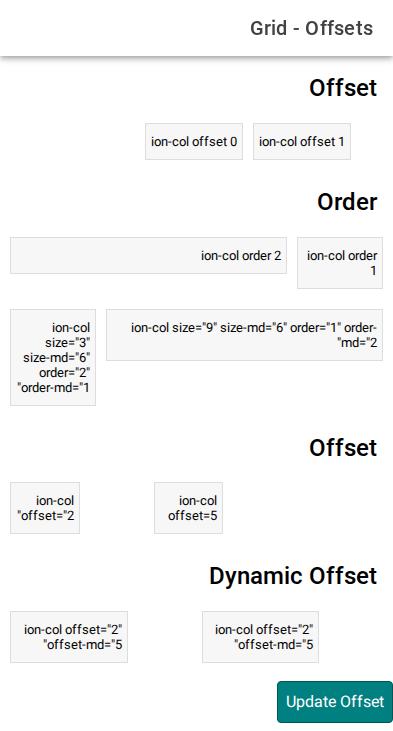 Grid - Offsets
Offset
ion-col offset 1
ion-col offset 0
Order
ion-col order
1
ion-col order 2
ion-col size="9" size-md="6" order="1" order-
"md="2
ion-col
size="3"
size-md="6"
order="2"
"order-md="1
Offset
ion-col
offset=5
ion-col
"offset="2
Dynamic Offset
ion-col offset="2"
"offset-md="5
ion-col offset="2"
"offset-md="5
Update Offset